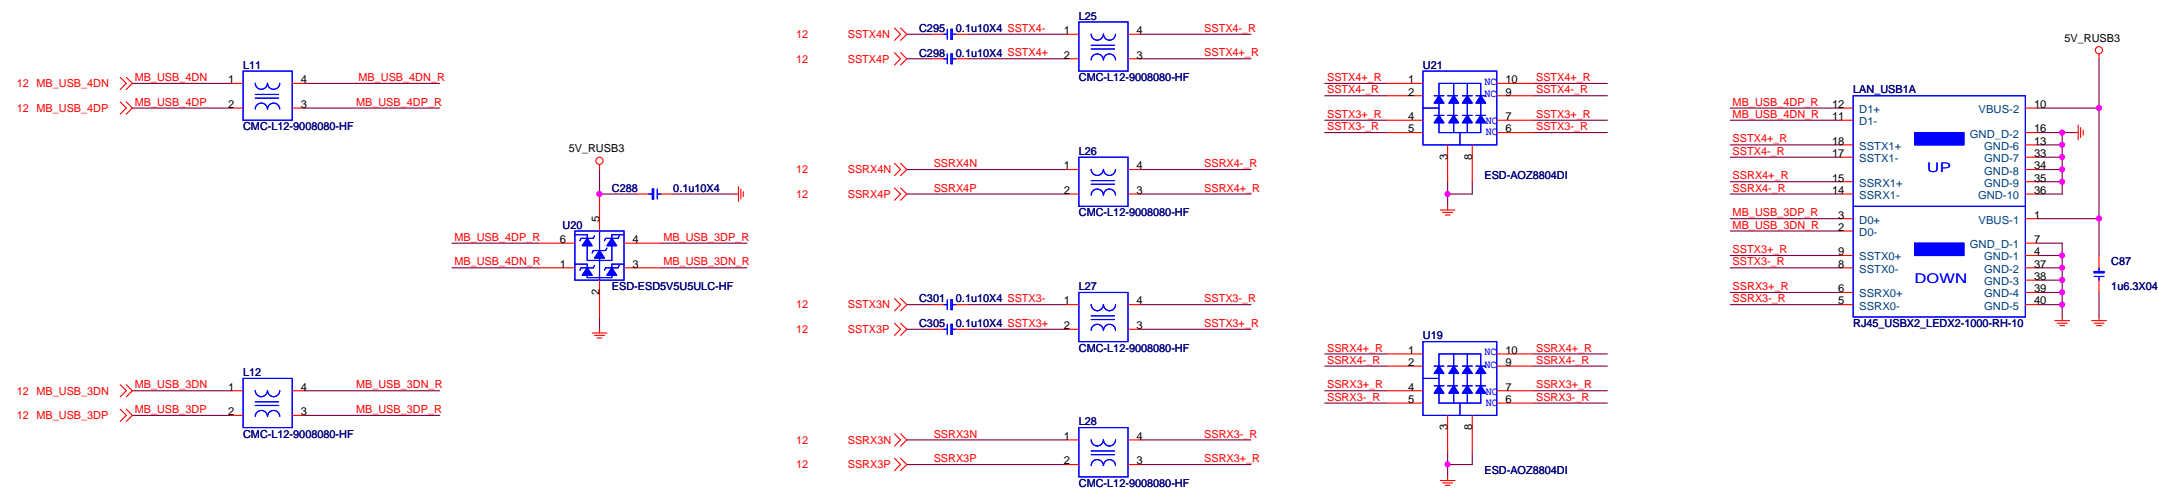 L11
12 MB_USB_4DN MB_USB_4DN 1 4 MB_USB_4DN_R
12 MB_USB_4DP MB_USB_4DP 2 3 MB_USB_4DP_R
CMC-L12-9008080-HF
5V_RUSB3
C288 0.1u10X4
5
U20
MB_USB_4DP_R 6 4 MB_USB_3DP_R
MB_USB_4DN_R 1 3 MB_USB_3DN_R
ESD-ESD5V5U5ULC-HF
2
L12
12 MB_USB_3DN MB_USB_3DN 1 4 MB_USB_3DN_R
12 MB_USB_3DP MB_USB_3DP 2 3 MB_USB_3DP_R
CMC-L12-9008080-HF
L25
12 SSTX4N C295 0.1u10X4 SSTX4- 1 4 SSTX4-_R
12 SSTX4P C298 0.1u10X4 SSTX4+ 2 3 SSTX4+_R
CMC-L12-9008080-HF
L26
12 SSRX4N SSRX4N 1 4 SSRX4-_R
12 SSRX4P SSRX4P 2 3 SSRX4+_R
CMC-L12-9008080-HF
L27
12 SSTX3N C301 0.1u10X4 SSTX3- 1 4 SSTX3-_R
12 SSTX3P C305 0.1u10X4 SSTX3+ 2 3 SSTX3+_R
CMC-L12-9008080-HF
L28
12 SSRX3N SSRX3N 1 4 SSRX3-_R
12 SSRX3P SSRX3P 2 3 SSRX3+_R
CMC-L12-9008080-HF
U21
SSTX4+_R 1 NC 10 SSTX4+_R
SSTX4-_R 2 NC 9 SSTX4-_R
SSTX3+_R 4 NC 7 SSTX3+_R
SSTX3-_R 5 NC 6 SSTX3-_R
3 8
ESD-AOZ8804DI
U19
SSRX4+_R 1 NC 10 SSRX4+_R
SSRX4-_R 2 NC 9 SSRX4-_R
SSRX3+_R 4 NC 7 SSRX3+_R
SSRX3-_R 5 NC 6 SSRX3-_R
3 8
ESD-AOZ8804DI
5V_RUSB3
LAN_USB1A
MB_USB_4DP_R 12 D1+ VBUS-2 10
MB_USB_4DN_R 11 D1-
GND_D-2 16
SSTX4+_R 18 SSTX1+ GND-6 13
SSTX4-_R 17 SSTX1- GND-7 33
UP GND-8 34
SSRX4+_R 15 SSRX1+ GND-9 35
SSRX4-_R 14 SSRX1- GND-10 36
MB_USB_3DP_R 3 D0+ VBUS-1 1
MB_USB_3DN_R 2 D0-
GND_D-1 7
SSTX3+_R 9 SSTX0+ GND-1 4
SSTX3-_R 8 SSTX0- GND-2 37
DOWN GND-3 38
SSRX3+_R 6 SSRX0+ GND-4 39
SSRX3-_R 5 SSRX0- GND-5 40
RJ45_USBX2_LEDX2-1000-RH-10
C87
1u6.3X04